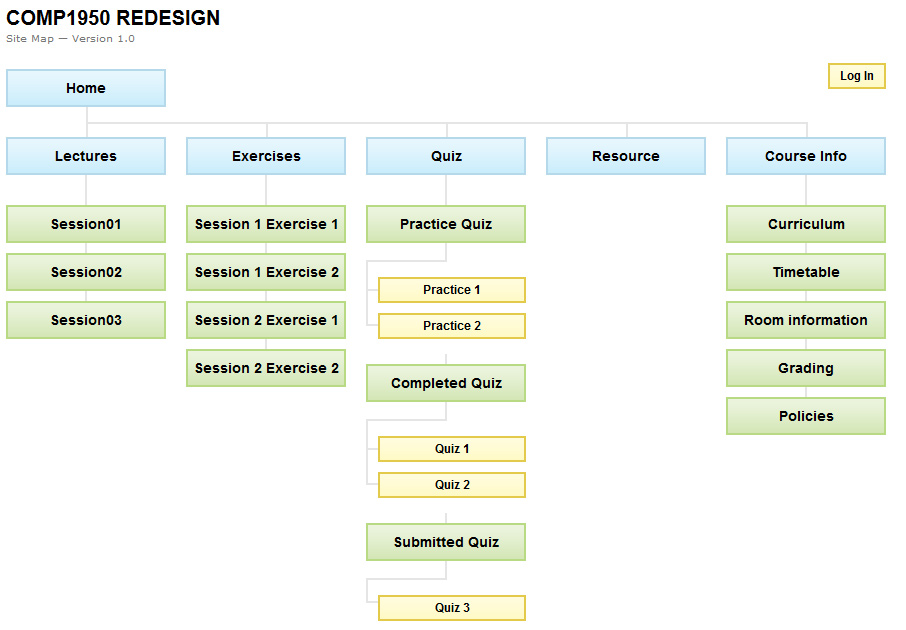 COMP1950 REDESIGN
Site Map — Version 1.0
Log In
Home
Lectures
Exercises
Quiz
Resource
Course Info
Session01
Session02
Session03
Session 1 Exercise 1
Session 1 Exercise 2
Session 2 Exercise 1
Session 2 Exercise 2
Practice Quiz
Practice 1
Practice 2
Completed Quiz
Quiz 1
Quiz 2
Submitted Quiz
Quiz 3
Curriculum
Timetable
Room information
Grading
Policies